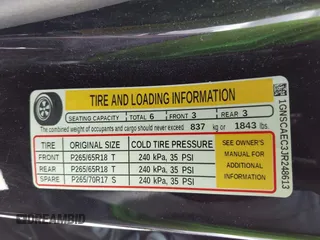 TIRE AND LOADING INFORMATION
SEATING CAPACITY TOTAL 6 FRONT 3 REAR 3
The combined weight of occupants and cargo should never exceed 837 kg or 1843 lbs.
TIRE ORIGINAL SIZE COLD TIRE PRESSURE
FRONT P265/65R18 T 240 kPa, 35 PSI
REAR P265/65R18 T 240 kPa, 35 PSI
SPARE P265/70R17 S 240 kPa, 35 PSI
SEE OWNER'S
MANUAL FOR
ADDITIONAL
INFORMATION
1GNSCAEC3JR248613
DREAMBID